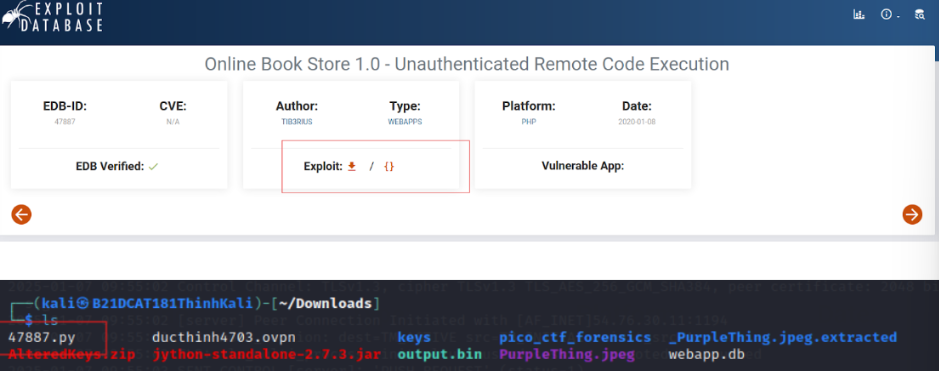 EXPLOIT
DATABASE
Online Book Store 1.0 - Unauthenticated Remote Code Execution
EDB-ID:
47887
CVE:
N/A
EDB Verified:
Author:
TIB3RIUS
Type:
WEBAPPS
Exploit: / {}
Platform:
PHP
Date:
2020-01-08
Vulnerable App:
┌──(kali㉿B21DCAT181ThinhKali)-[~/Downloads]
└─$ ls
47887.py ducthinh4703.ovpn keys pico_ctf_forensics _PurpleThing.jpeg.extracted
AlteredKeys.zip jython-standalone-2.7.3.jar output.bin PurpleThing.jpeg webapp.db